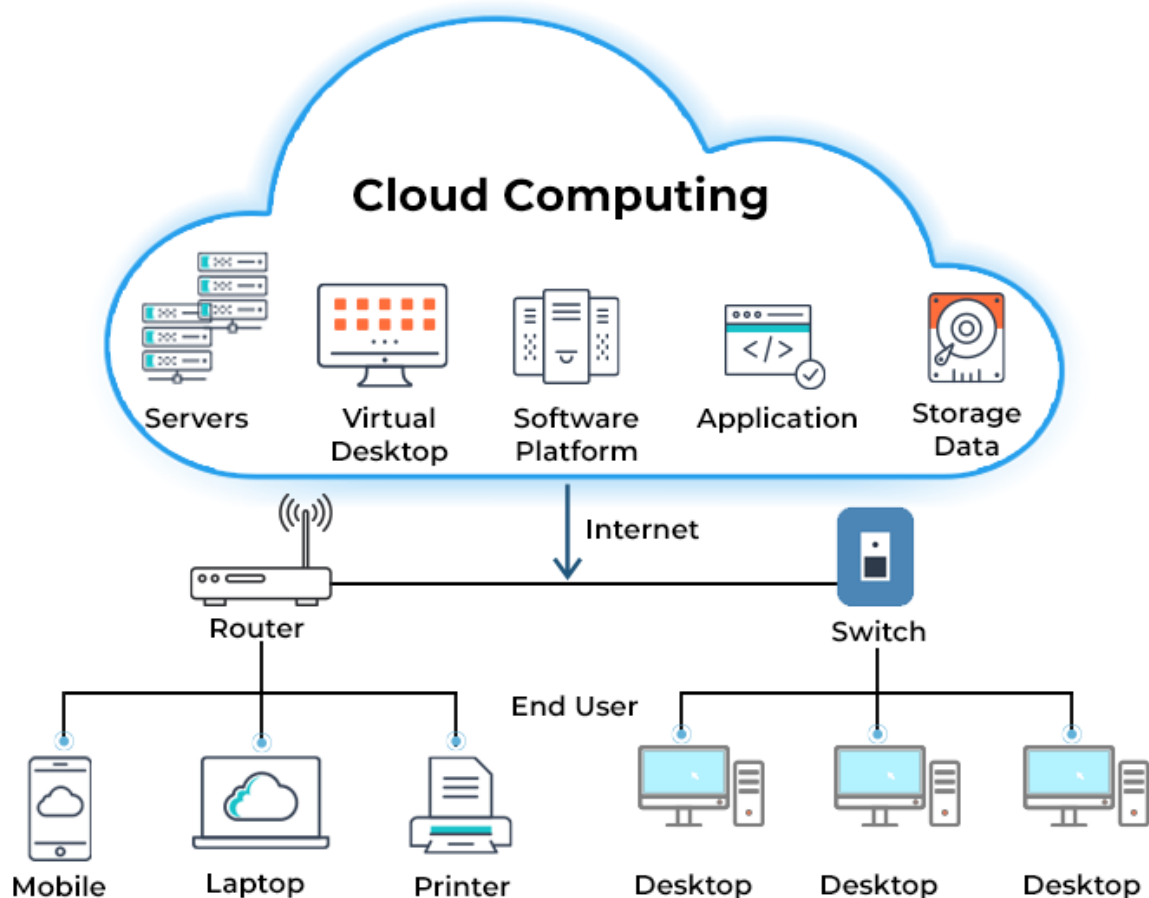 Cloud Computing
Servers
Virtual
Desktop
Software
Platform
Application
Storage
Data
Internet
Router
Switch
End User
Mobile
Laptop
Printer
Desktop
Desktop
Desktop